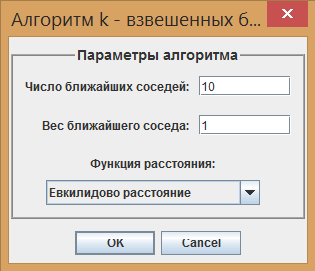 Алгоритм k - взвешенных б...
Параметры алгоритма
Число ближайших соседей: 10
Вес ближайшего соседа: 1
Функция расстояния:
Евкилидово расстояние
OK Cancel